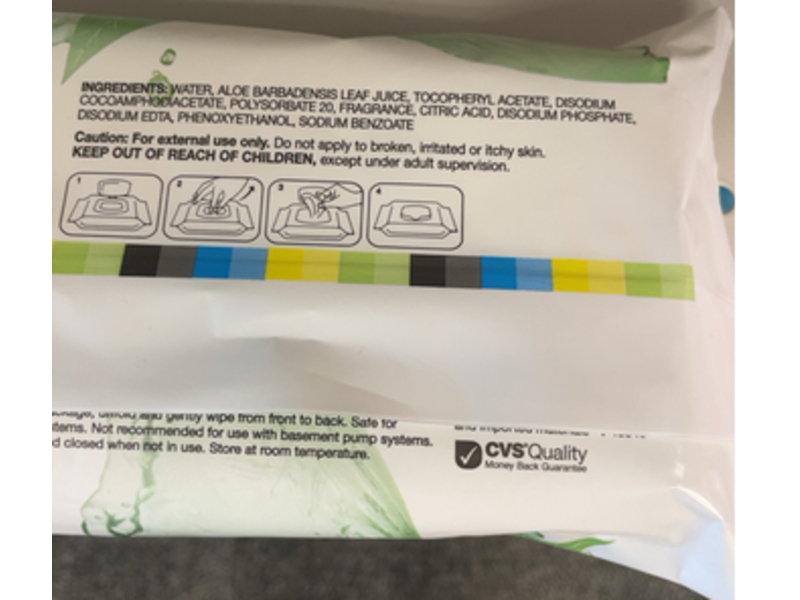 INGREDIENTS: WATER, ALOE BARBADENSIS LEAF JUICE, TOCOPHERYL ACETATE, DISODIUM
COCOAMPHODIACETATE, POLYSORBATE 20, FRAGRANCE, CITRIC ACID, DISODIUM PHOSPHATE,
DISODIUM EDTA, PHENOXYETHANOL, SODIUM BENZOATE
Caution: For external use only. Do not apply to broken, irritated or itchy skin.
KEEP OUT OF REACH OF CHILDREN, except under adult supervision.
1 2 3 4
unfold and gently wipe from front to back. Safe for
Not recommended for use with basement pump systems.
closed when not in use. Store at room temperature.
and imported materials
CVS Quality
Money Back Guarantee